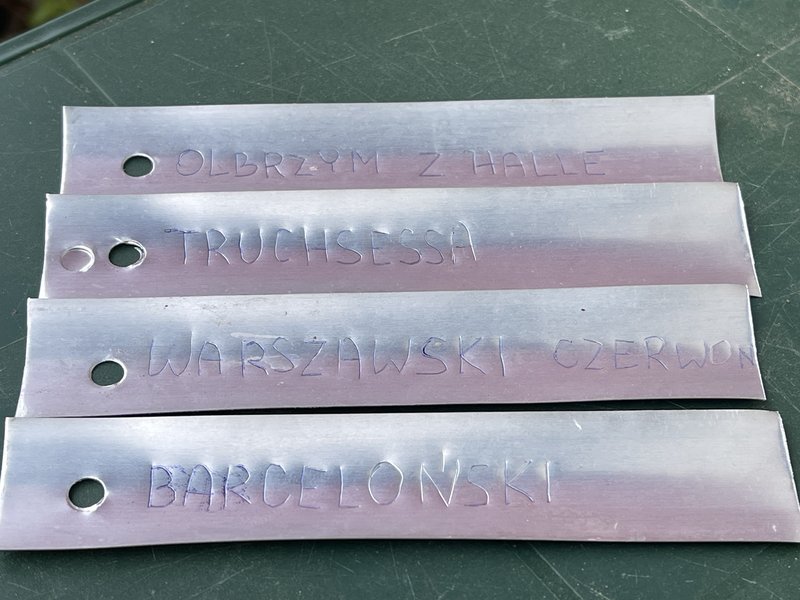 OLBRZYM Z HALLE
TRUCHSESSA
WARSZAWSKI CZERWON
BARCELOŃSKI